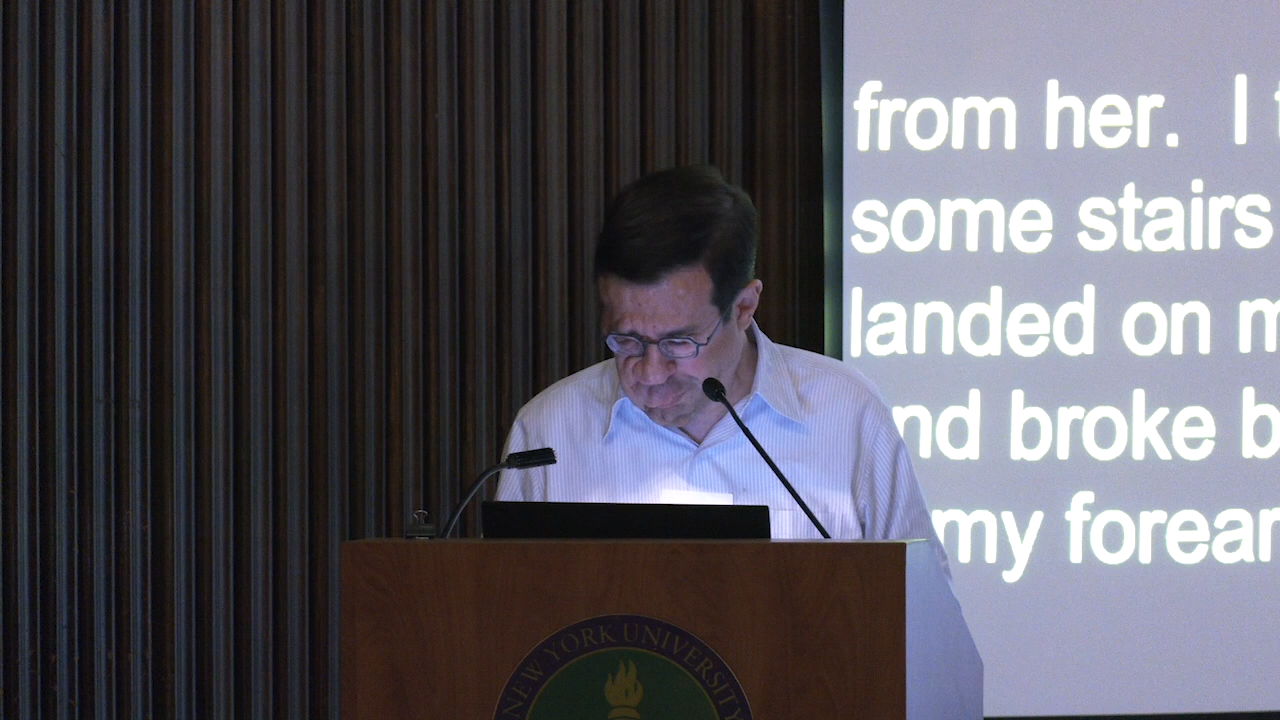 from her. I
some stairs
landed on
nd broke
my forear
NEW YORK UNIVERSITY